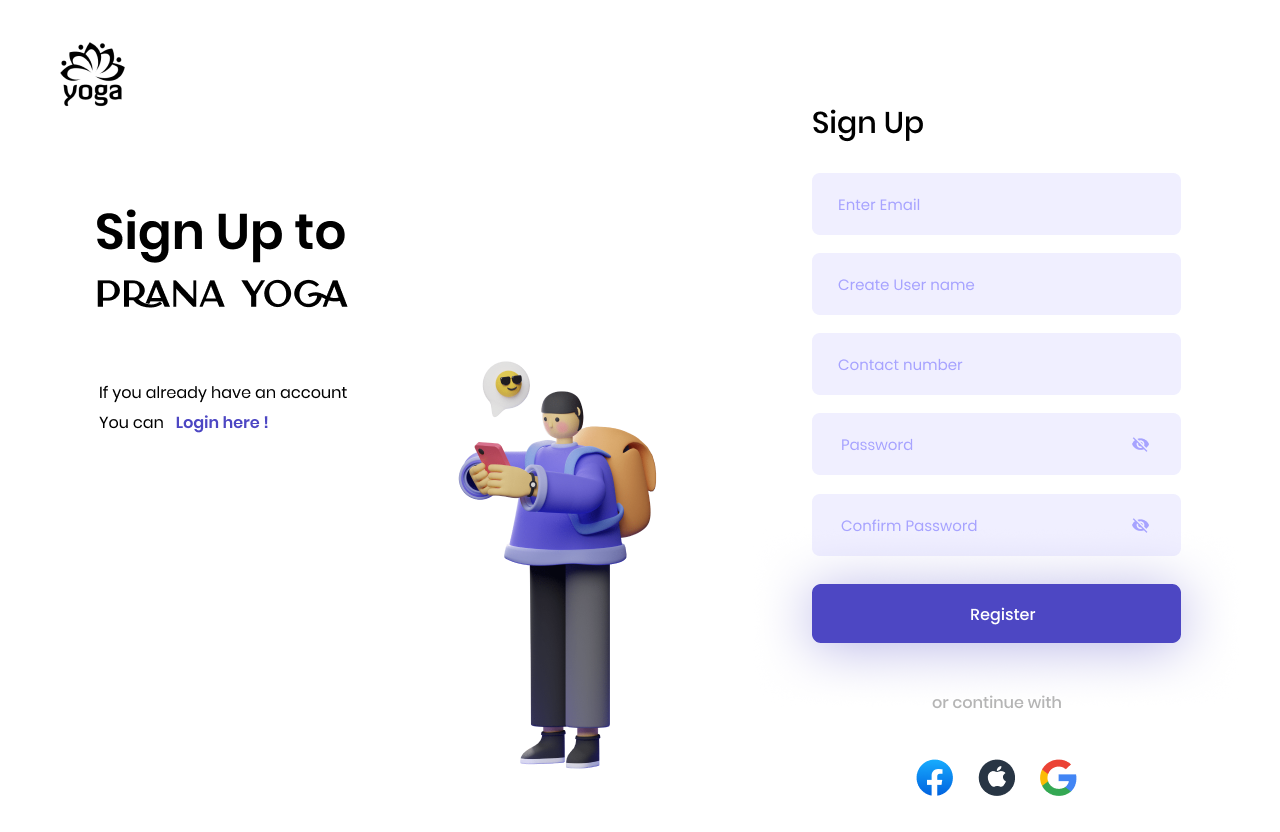 yoga
Sign Up to
PRANA YOGA
If you already have an account
You can Login here !
Sign Up
Enter Email
Create User name
Contact number
Password
Confirm Password
Register
or continue with